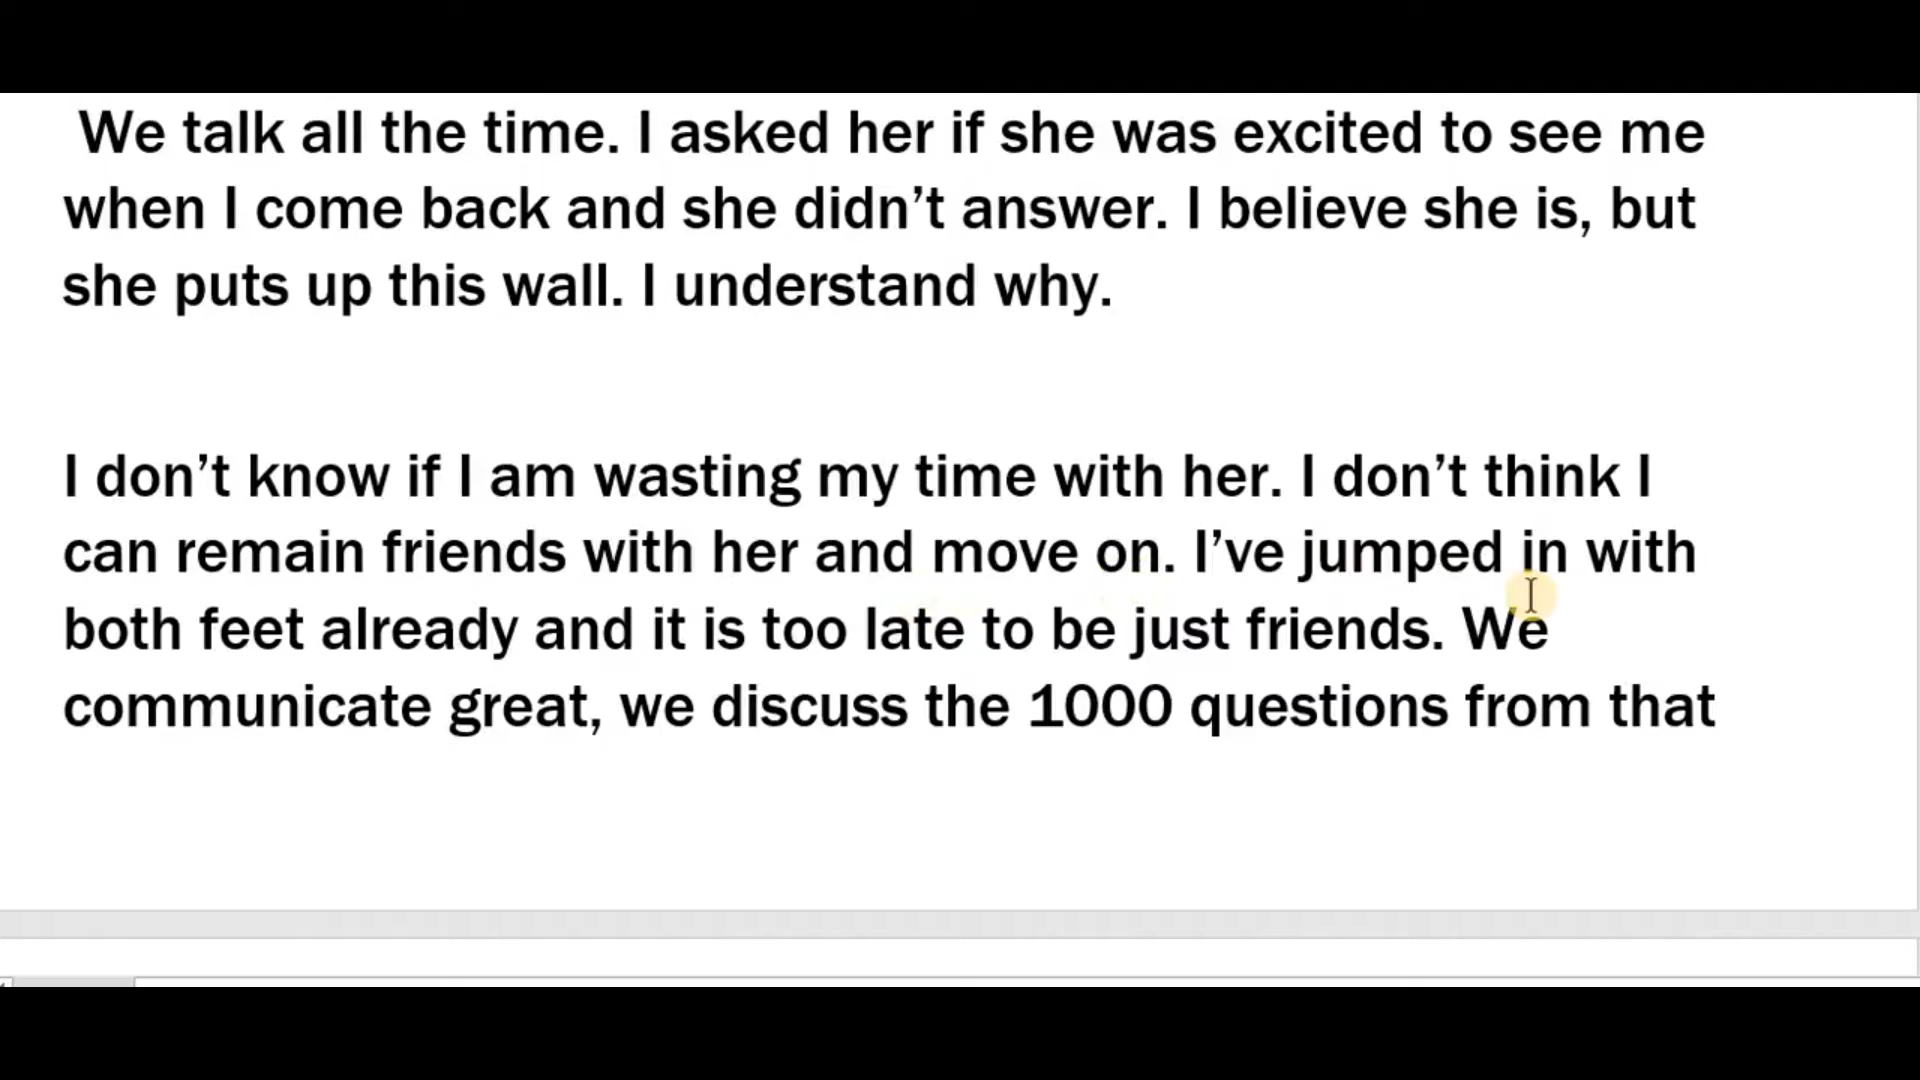 We talk all the time. I asked her if she was excited to see me
when I come back and she didn’t answer. I believe she is, but
she puts up this wall. I understand why.
I don’t know if I am wasting my time with her. I don’t think I
can remain friends with her and move on. I’ve jumped in with
both feet already and it is too late to be just friends. We
communicate great, we discuss the 1000 questions from that